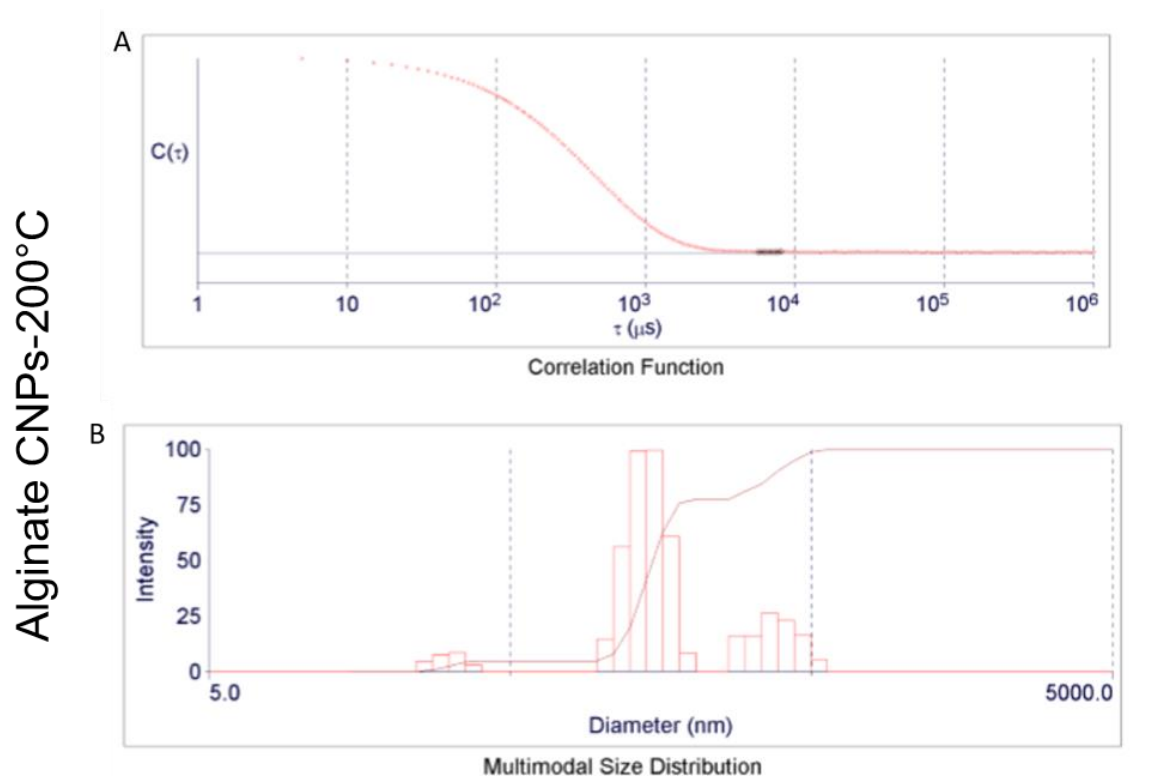 Alginate CNPs-200°C
A
C(τ)
1 10 10² 10³ 10⁴ 10⁵ 10⁶
τ (μs)
Correlation Function
B
Intensity
100
75
50
25
0
5.0 5000.0
Diameter (nm)
Multimodal Size Distribution